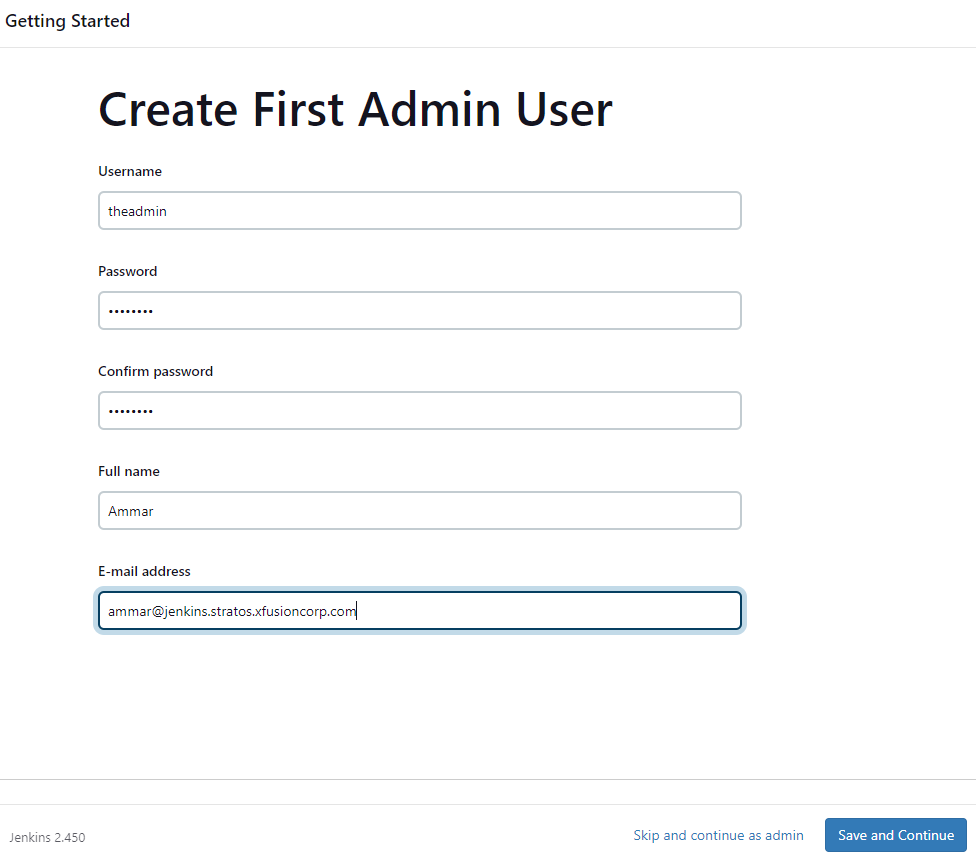 Getting Started
Create First Admin User
Username
theadmin
Password
••••••••
Confirm password
••••••••
Full name
Ammar
E-mail address
ammar@jenkins.stratos.xfusioncorp.com
Jenkins 2.450
Skip and continue as admin
Save and Continue